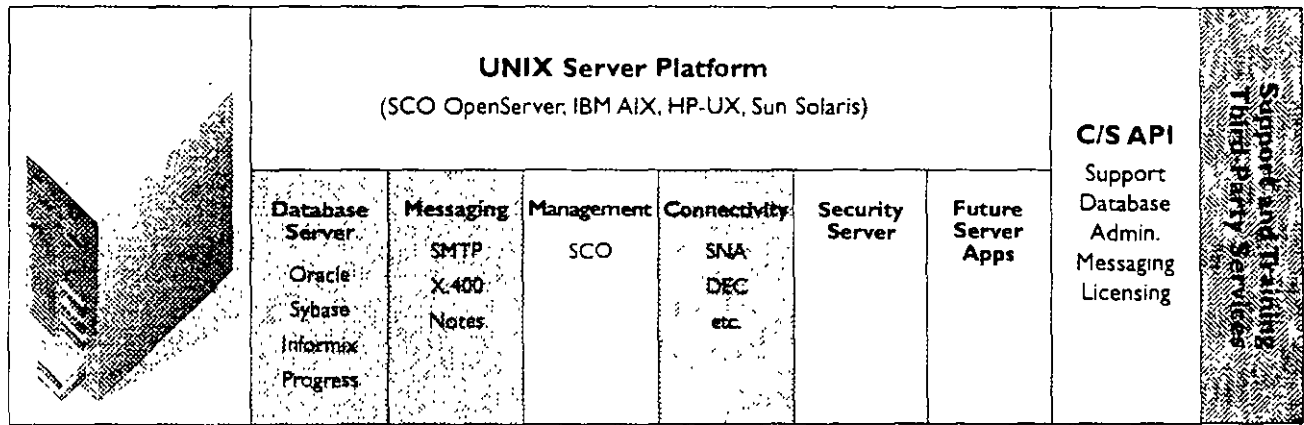 UNIX Server Platform
(SCO OpenServer, IBM AIX, HP-UX, Sun Solaris)
Database
Server
Oracle
Sybase
Informix
Progress
Messaging
SMTP
X.400
Notes
Management
SCO
Connectivity
SNA
DEC
etc.
Security
Server
Future
Server
Apps
C/S API
Support
Database
Admin.
Messaging
Licensing
Support and Training
Third-Party Services